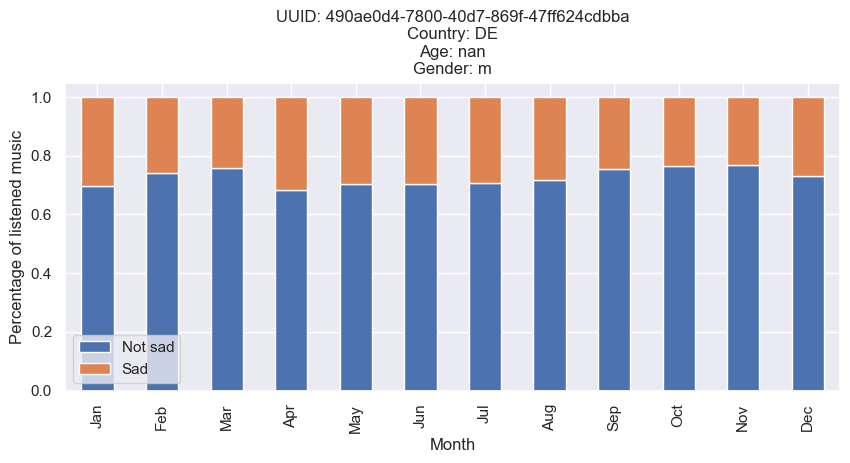 UUID: 490ae0d4-7800-40d7-869f-47ff624cdbba
Country: DE
Age: nan
Gender: m
Percentage of listened music
1.0
0.8
0.6
0.4
0.2
0.0
Not sad
Sad
Jan
Feb
Mar
Apr
May
Jun
Jul
Aug
Sep
Oct
Nov
Dec
Month